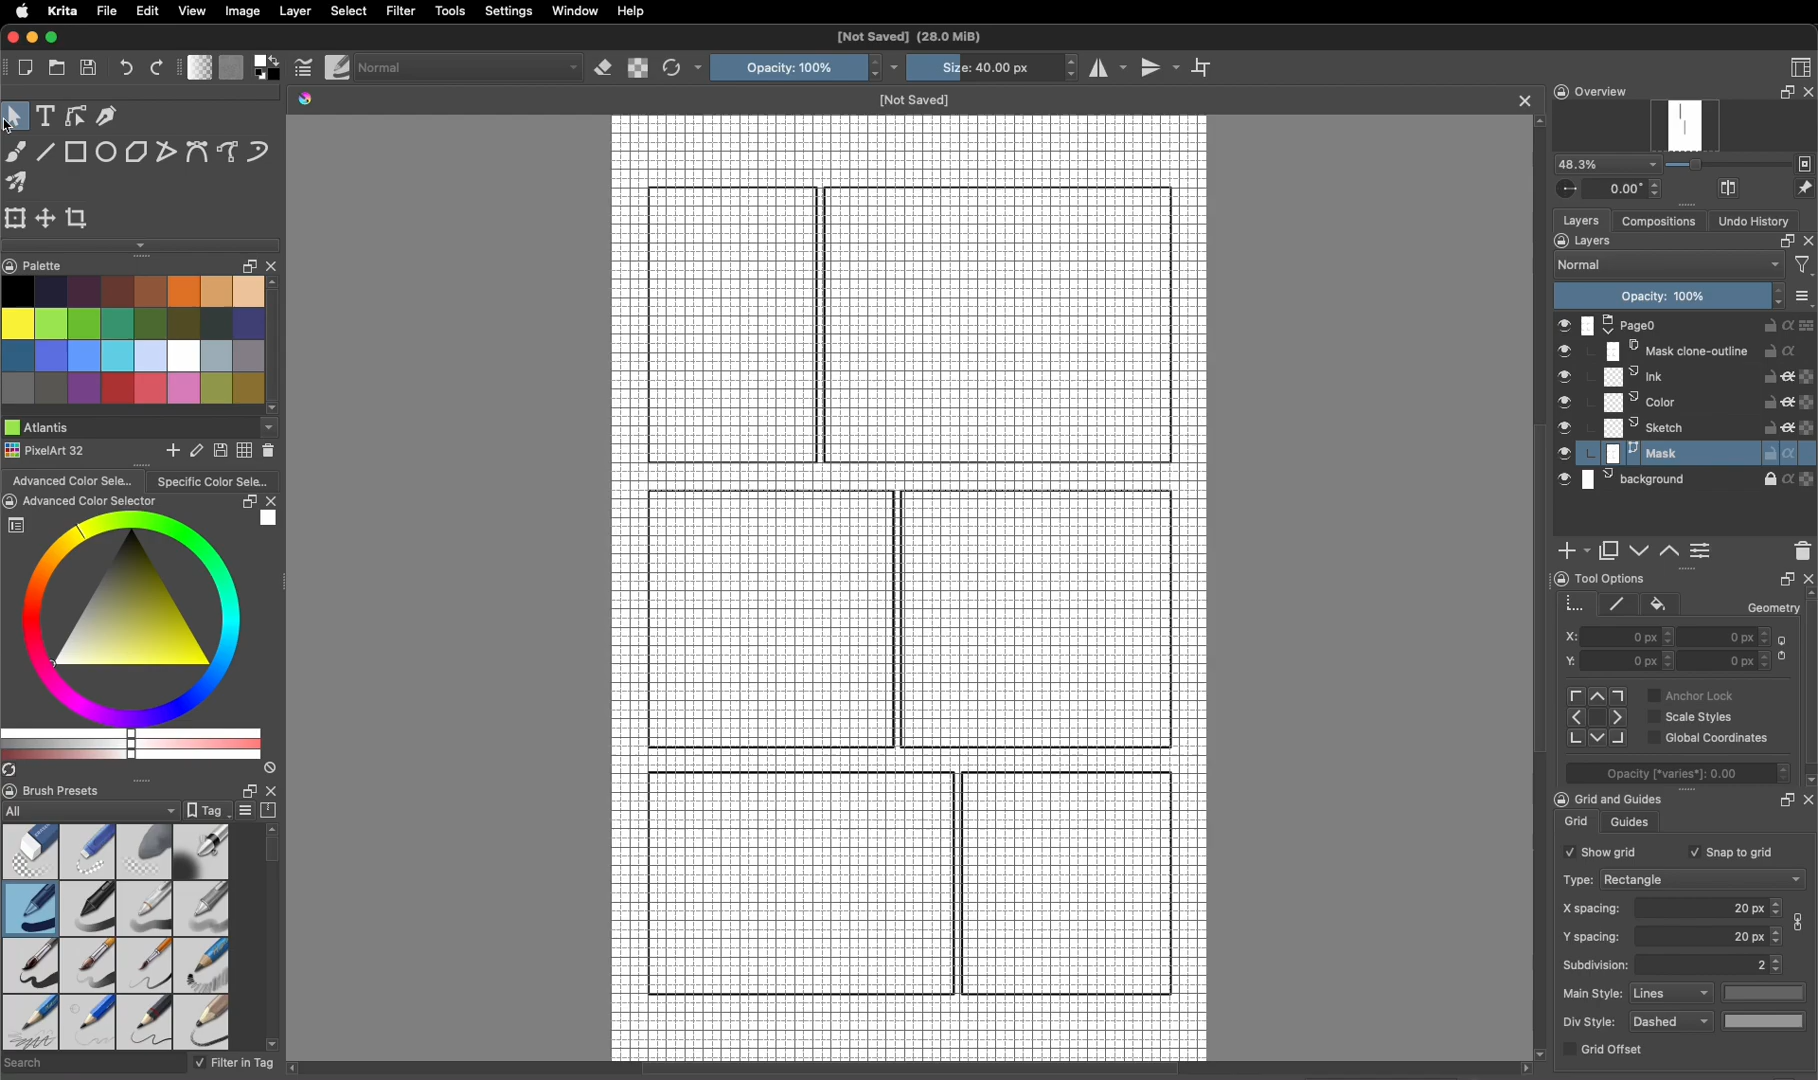 Krita File Edit View Image Layer Select Filter Tools Settings Window Help
[Not Saved] (28.0 MiB)
Normal Opacity: 100% Size: 40.00 px
[Not Saved]
Overview
48.3%
0.00°
Layers Compositions Undo History
Layers
Normal
Opacity: 100%
Page0
Mask clone-outline
Ink
Color
Sketch
Mask
background
Tool Options
Geometry
X: 0 px 0 px
Y: 0 px 0 px
Anchor Lock
Scale Styles
Global Coordinates
Opacity [*varies*]: 0.00
Grid and Guides
Grid Guides
Show grid Snap to grid
Type: Rectangle
X spacing: 20 px
Y spacing: 20 px
Subdivision: 2
Main Style: Lines
Div Style: Dashed
Grid Offset
Palette
Atlantis
PixelArt 32
Advanced Color Sele... Specific Color Sele...
Advanced Color Selector
Brush Presets
All Tag
Search Filter in Tag